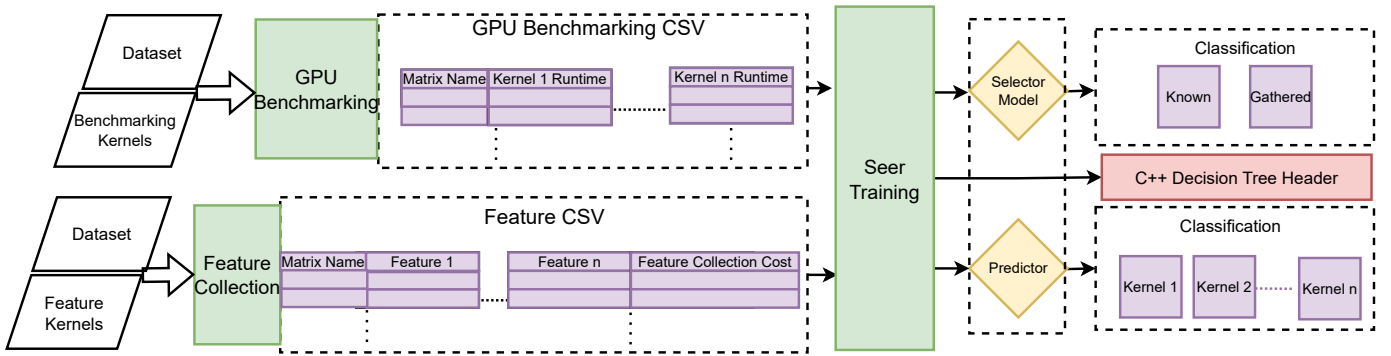 Dataset
Benchmarking
Kernels
GPU
Benchmarking
GPU Benchmarking CSV
Matrix Name
Kernel 1 Runtime
Kernel n Runtime
Dataset
Feature
Kernels
Feature
Collection
Feature CSV
Matrix Name
Feature 1
Feature n
Feature Collection Cost
Seer
Training
Selector
Model
Classification
Known
Gathered
C++ Decision Tree Header
Predictor
Classification
Kernel 1
Kernel 2
Kernel n